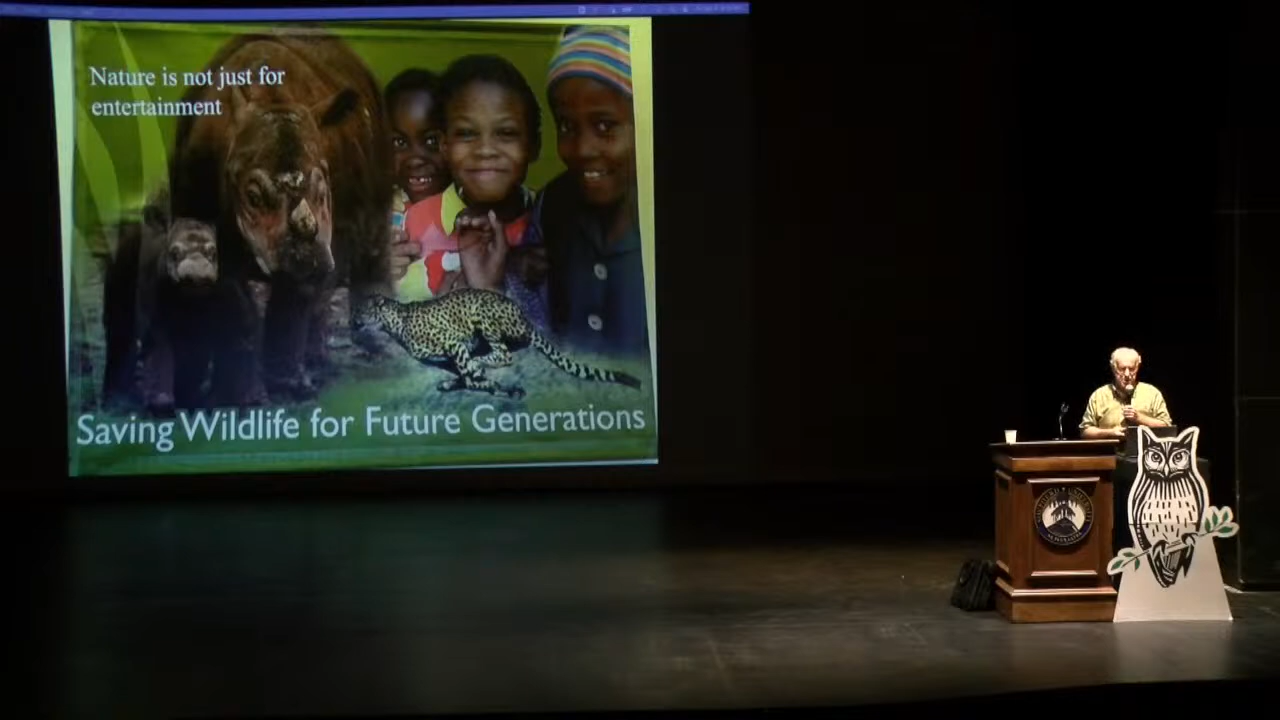 Nature is not just for
entertainment
Saving Wildlife for Future Generations